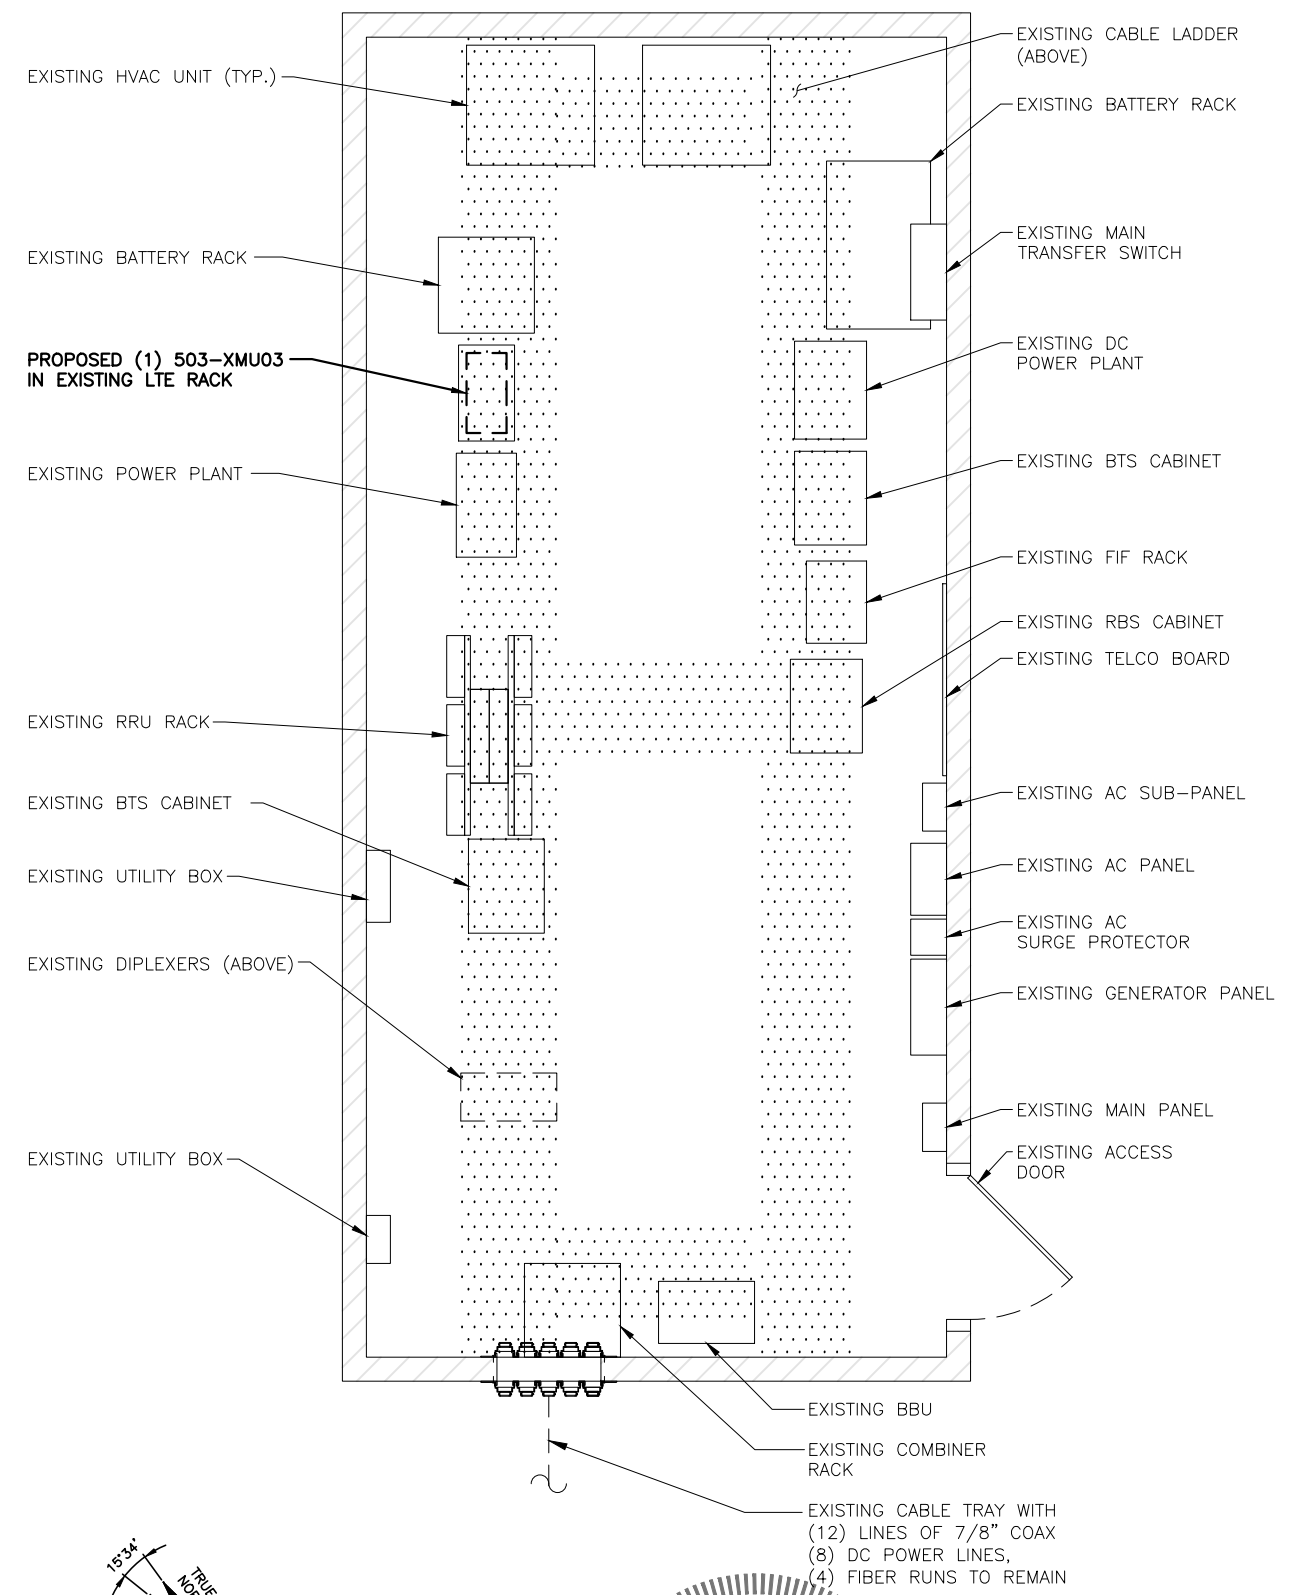 EXISTING HVAC UNIT (TYP.)
EXISTING BATTERY RACK
PROPOSED (1) 503-XMU03
IN EXISTING LTE RACK
EXISTING POWER PLANT
EXISTING RRU RACK
EXISTING BTS CABINET
EXISTING UTILITY BOX
EXISTING DIPLEXERS (ABOVE)
EXISTING UTILITY BOX
EXISTING CABLE LADDER
(ABOVE)
EXISTING BATTERY RACK
EXISTING MAIN
TRANSFER SWITCH
EXISTING DC
POWER PLANT
EXISTING BTS CABINET
EXISTING FIF RACK
EXISTING RBS CABINET
EXISTING TELCO BOARD
EXISTING AC SUB-PANEL
EXISTING AC PANEL
EXISTING AC
SURGE PROTECTOR
EXISTING GENERATOR PANEL
EXISTING MAIN PANEL
EXISTING ACCESS
DOOR
EXISTING BBU
EXISTING COMBINER
RACK
EXISTING CABLE TRAY WITH
(12) LINES OF 7/8" COAX
(8) DC POWER LINES,
(4) FIBER RUNS TO REMAIN
15°34'
TRUE